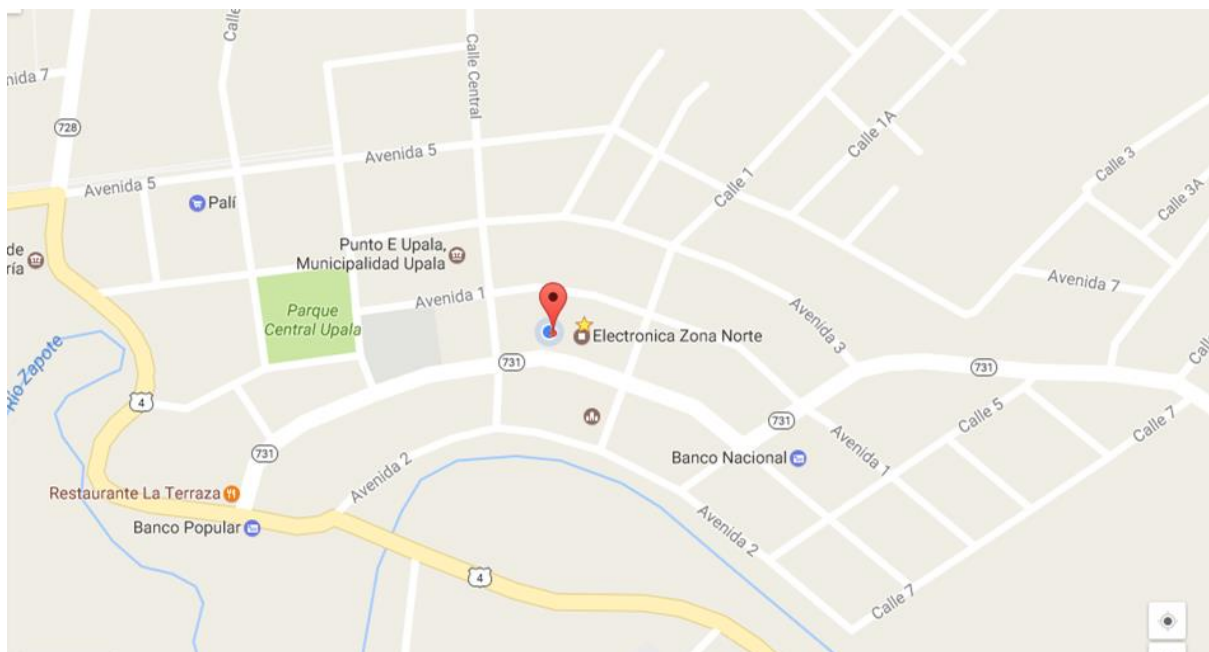 Calle
Calle Central
nida 7
728
Avenida 5
Avenida 5
Calle 1A
Calle 1
Calle 3
Calle 3A
Palí
de
ría
Punto E Upala,
Municipalidad Upala
Avenida 7
Avenida 1
Parque
Central Upala
Avenida 3
Electronica Zona Norte
Río Zapote
731
731
Calle
4
Calle 5
Calle 7
731
731
Avenida 1
Banco Nacional
Avenida 2
Restaurante La Terraza
Banco Popular
Avenida 2
4
Calle 7